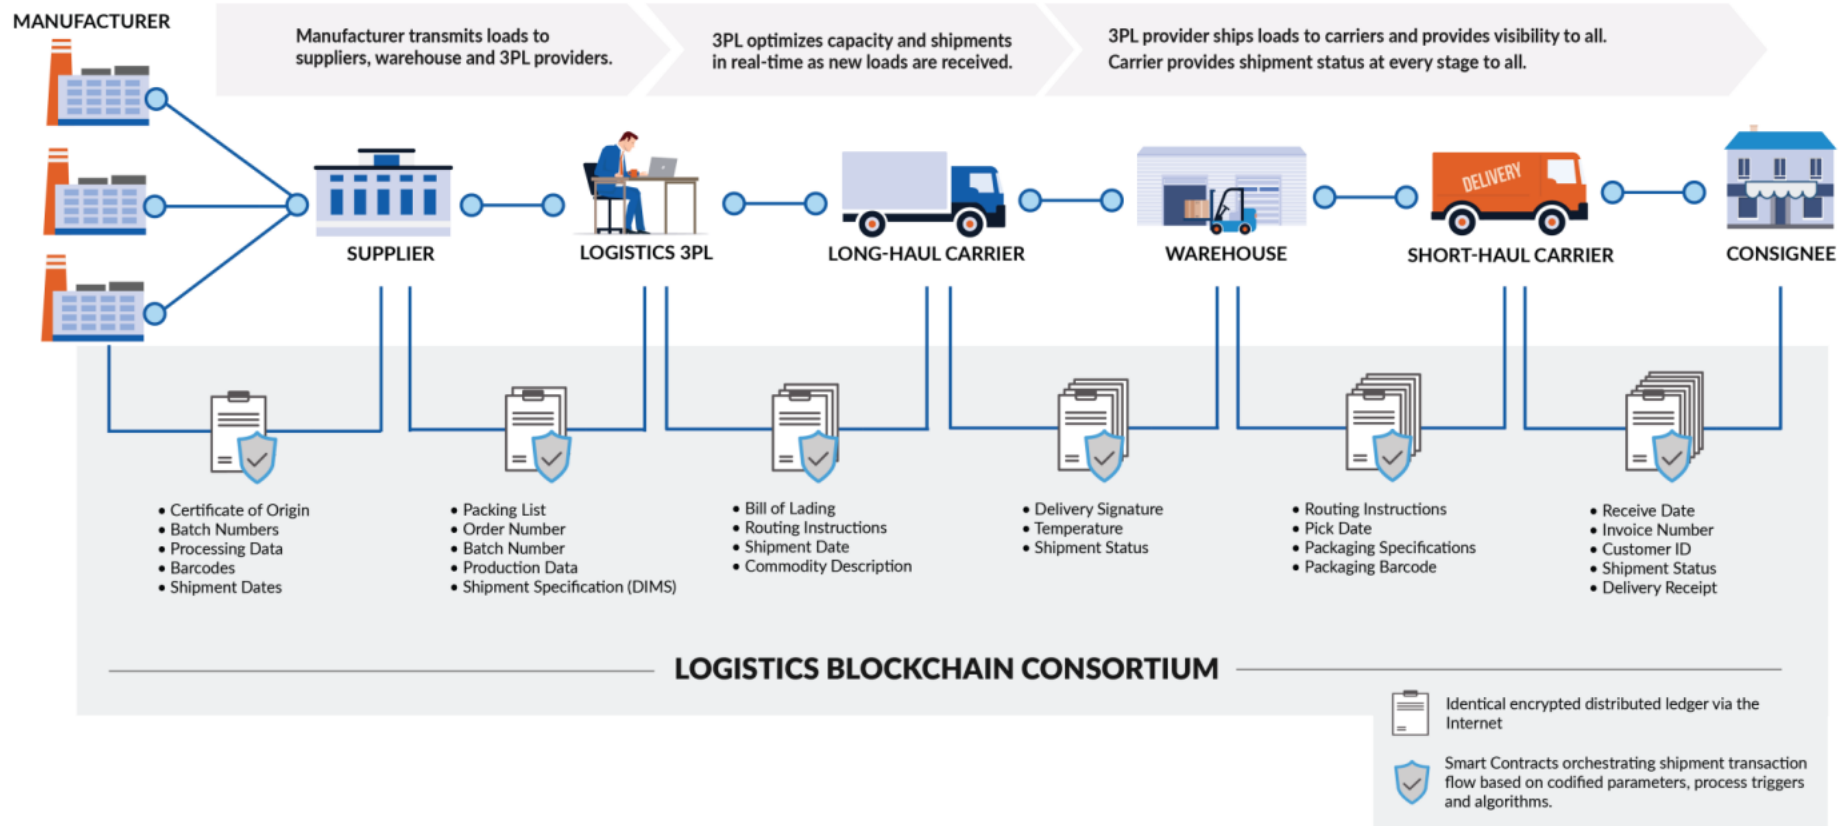 MANUFACTURER
Manufacturer transmits loads to
suppliers, warehouse and 3PL providers.
3PL optimizes capacity and shipments
in real-time as new loads are received.
3PL provider ships loads to carriers and provides visibility to all.
Carrier provides shipment status at every stage to all.
DELIVERY
SUPPLIER
LOGISTICS 3PL
LONG-HAUL CARRIER
WAREHOUSE
SHORT-HAUL CARRIER
CONSIGNEE
• Certificate of Origin
• Batch Numbers
• Processing Data
• Barcodes
• Shipment Dates
• Packing List
• Order Number
• Batch Number
• Production Data
• Shipment Specification (DIMS)
• Bill of Lading
• Routing Instructions
• Shipment Date
• Commodity Description
• Delivery Signature
• Temperature
• Shipment Status
• Routing Instructions
• Pick Date
• Packaging Specifications
• Packaging Barcode
• Receive Date
• Invoice Number
• Customer ID
• Shipment Status
• Delivery Receipt
LOGISTICS BLOCKCHAIN CONSORTIUM
Identical encrypted distributed ledger via the
Internet
Smart Contracts orchestrating shipment transaction
flow based on codified parameters, process triggers
and algorithms.